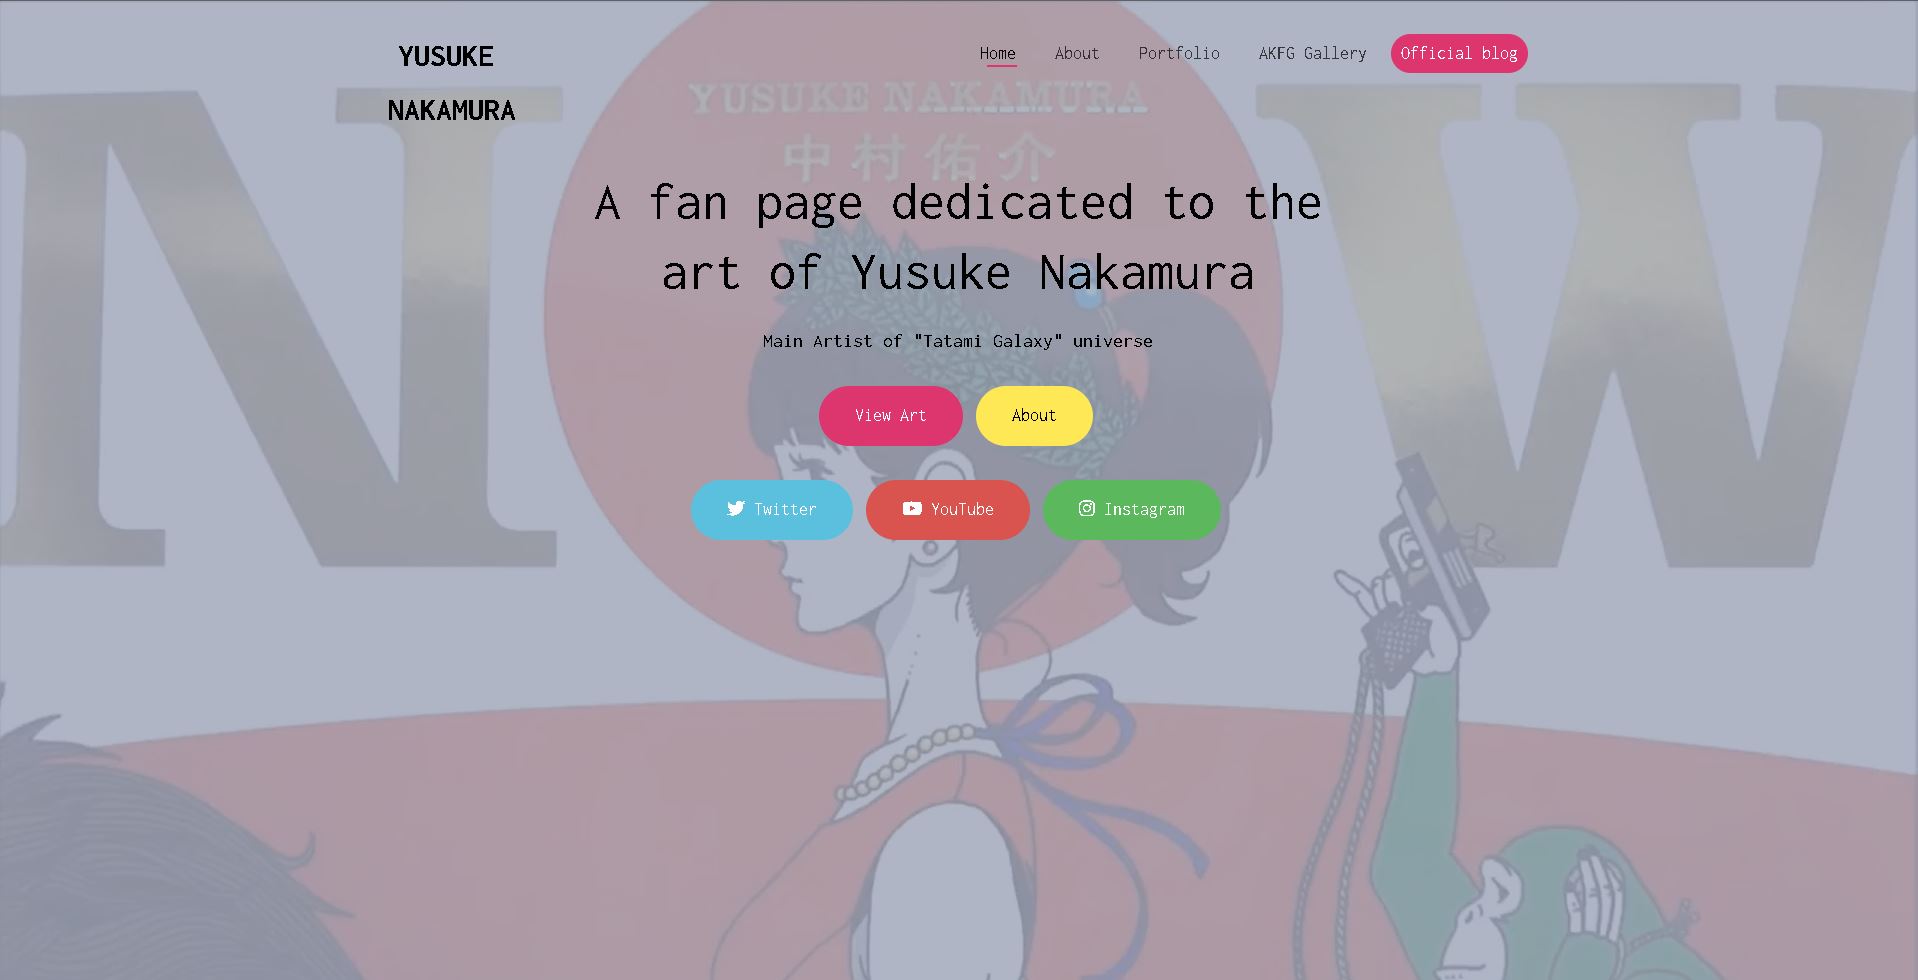 YUSUKE
NAKAMURA
Home About Portfolio AKFG Gallery Official blog
N W
YUSUKE NAKAMURA
中村佑介
A fan page dedicated to the
art of Yusuke Nakamura
Main Artist of "Tatami Galaxy" universe
View Art About
Twitter YouTube Instagram